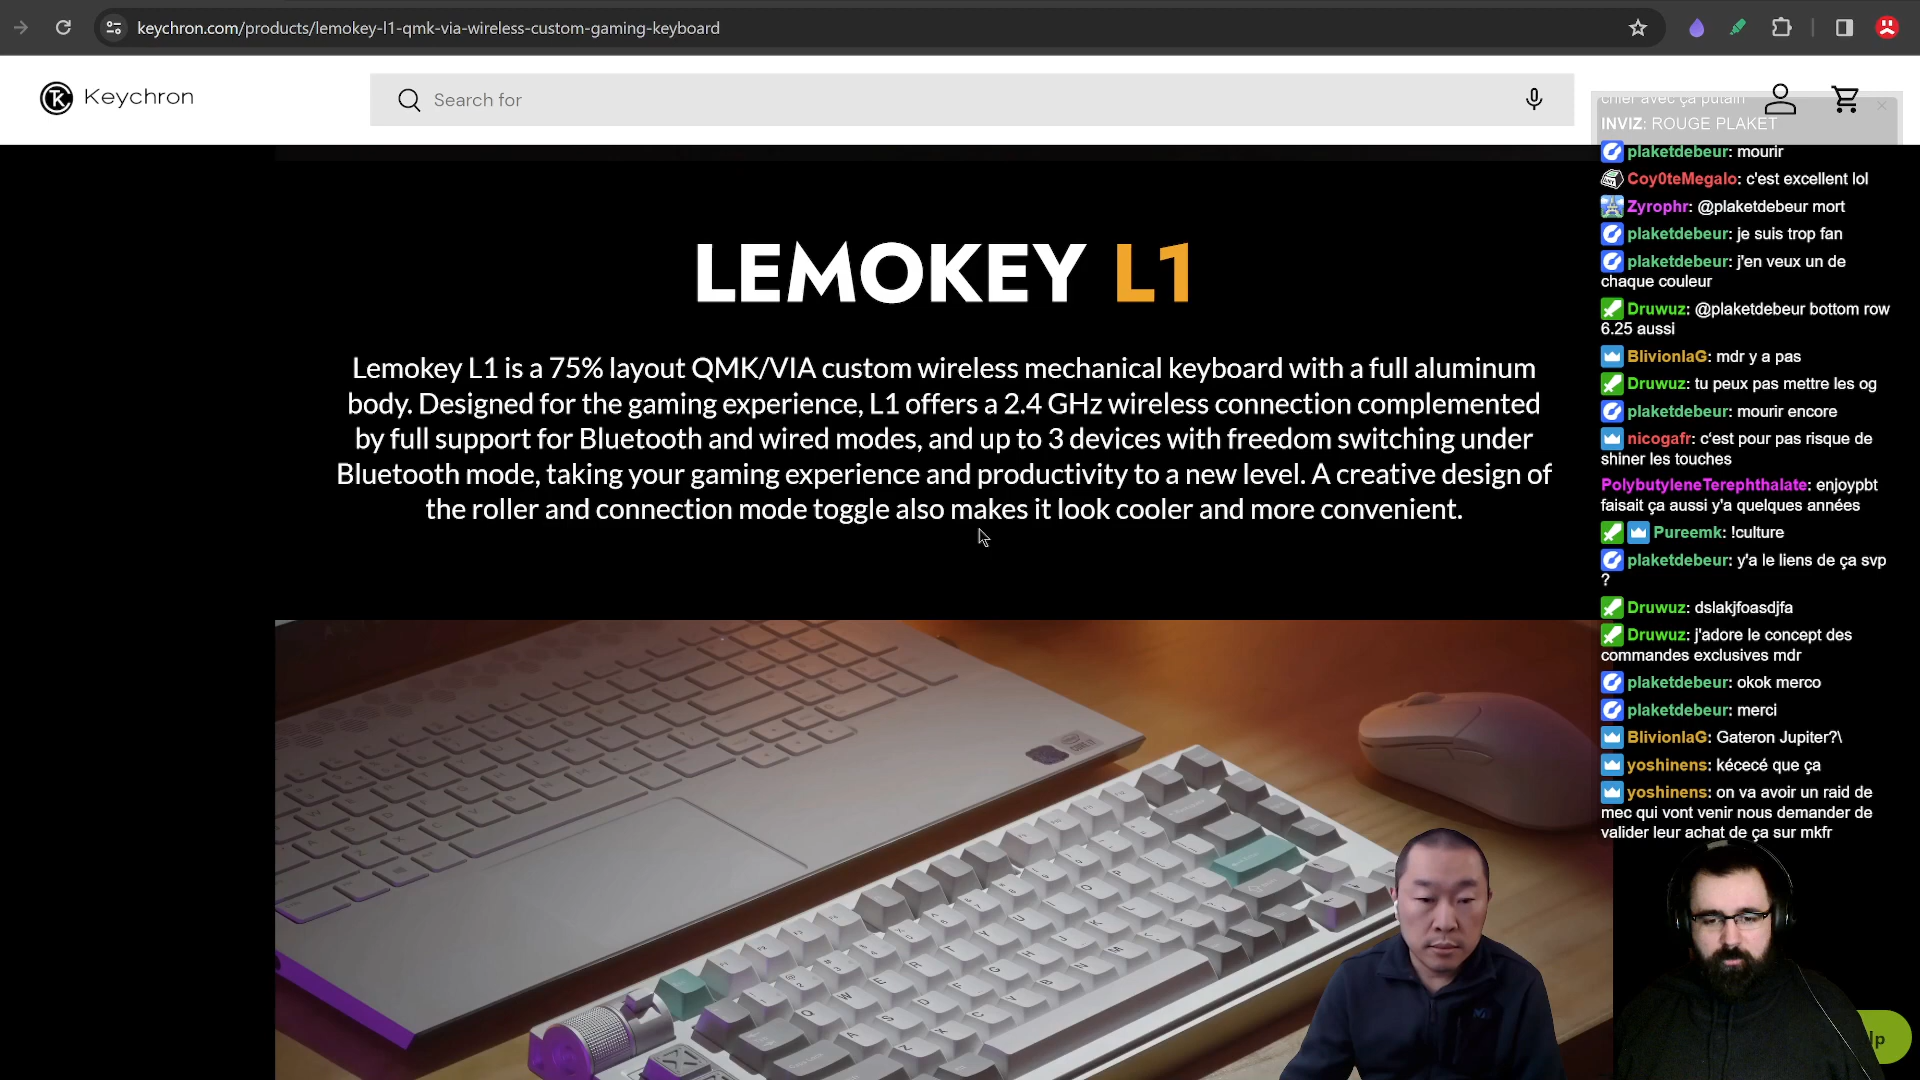 keychron.com/products/lemokey-l1-qmk-via-wireless-custom-gaming-keyboard
Keychron
Search for
LEMOKEY L1
Lemokey L1 is a 75% layout QMK/VIA custom wireless mechanical keyboard with a full aluminum
body. Designed for the gaming experience, L1 offers a 2.4 GHz wireless connection complemented
by full support for Bluetooth and wired modes, and up to 3 devices with freedom switching under
Bluetooth mode, taking your gaming experience and productivity to a new level. A creative design of
the roller and connection mode toggle also makes it look cooler and more convenient.
chier avec ça putain
INVIZ: ROUGE PLAKET
plaketdebeur: mourir
Coy0teMegalo: c'est excellent lol
Zyrophr: @plaketdebeur mort
plaketdebeur: je suis trop fan
plaketdebeur: j'en veux un de
chaque couleur
Druwuz: @plaketdebeur bottom row
6.25 aussi
BlivionIaG: mdr y a pas
Druwuz: tu peux pas mettre les og
plaketdebeur: mourir encore
nicogafr: c'est pour pas risque de
shiner les touches
PolybutyleneTerephthalate: enjoypbt
faisait ça aussi y'a quelques années
Pureemk: !culture
plaketdebeur: y'a le liens de ça svp
?
Druwuz: dslakjfoasdjfa
Druwuz: j'adore le concept des
commandes exclusives mdr
plaketdebeur: okok merco
plaketdebeur: merci
BlivionIaG: Gateron Jupiter?\
yoshinens: kécecé que ça
yoshinens: on va avoir un raid de
mec qui vont venir nous demander de
valider leur achat de ça sur mkfr
lp